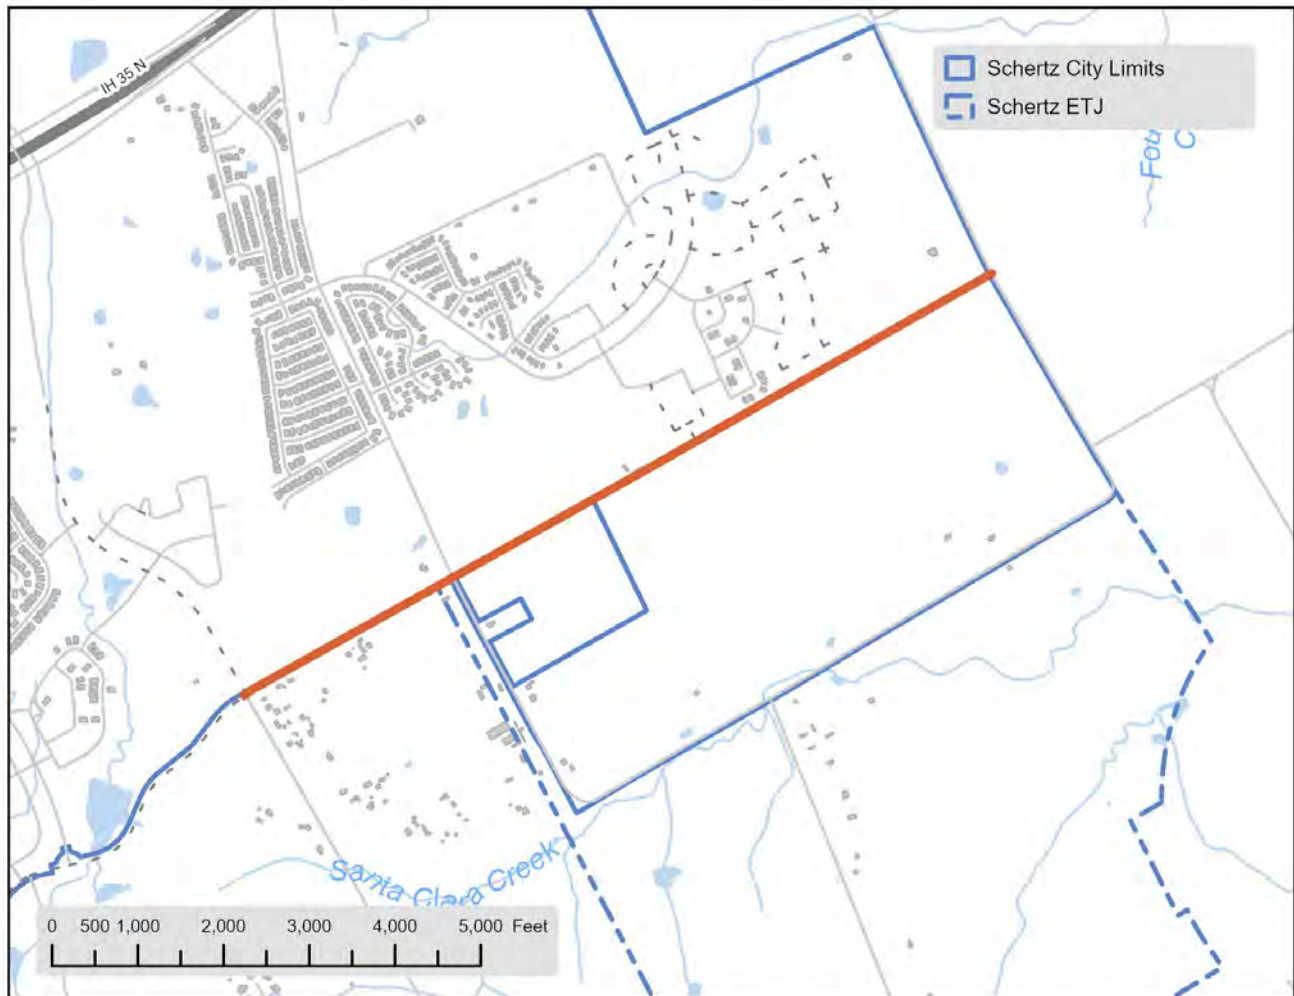 IH 35 N
Schertz City Limits
Schertz ETJ
Santa Clara Creek
0 500 1,000 2,000 3,000 4,000 5,000 Feet